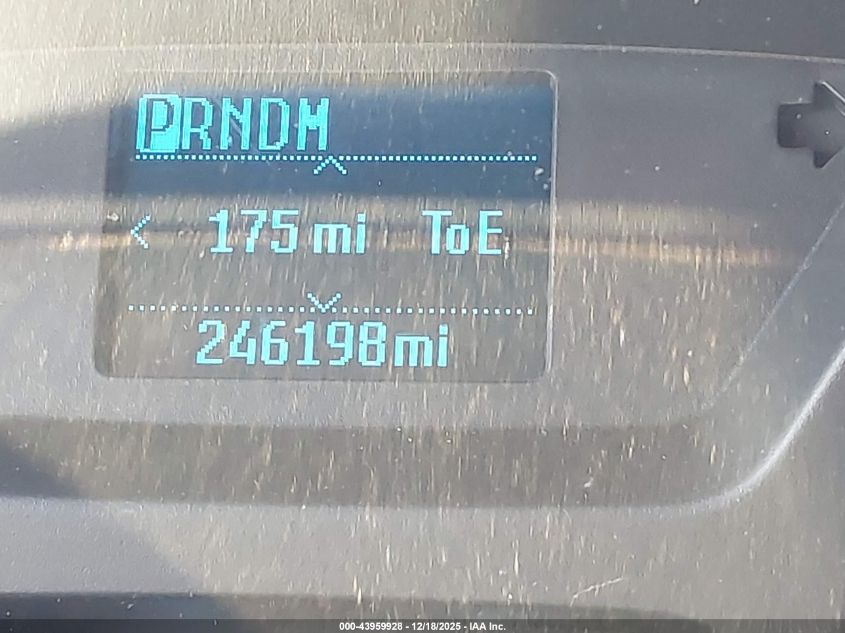 PRNDM
< 175 mi ToE
246198mi
000-43959928 - 12/18/2025 - IAA Inc.